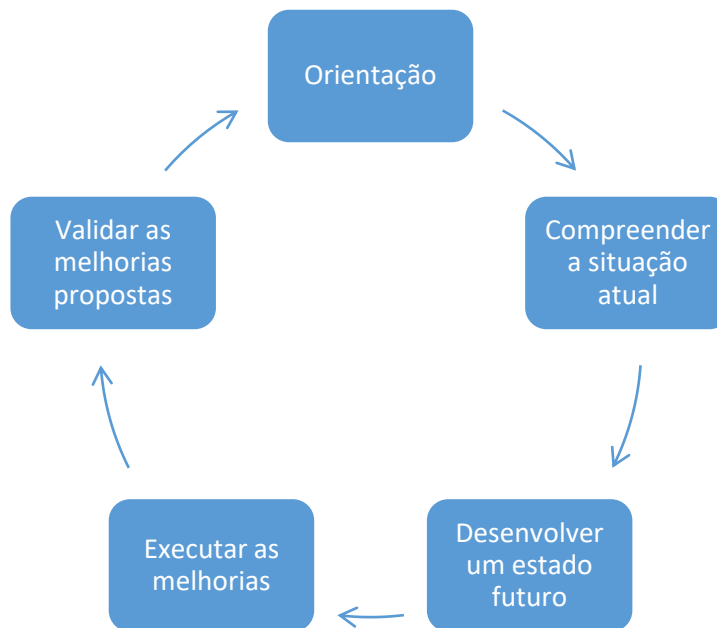 Orientação
Compreender
a situação
atual
Desenvolver
um estado
futuro
Executar as
melhorias
Validar as
melhorias
propostas